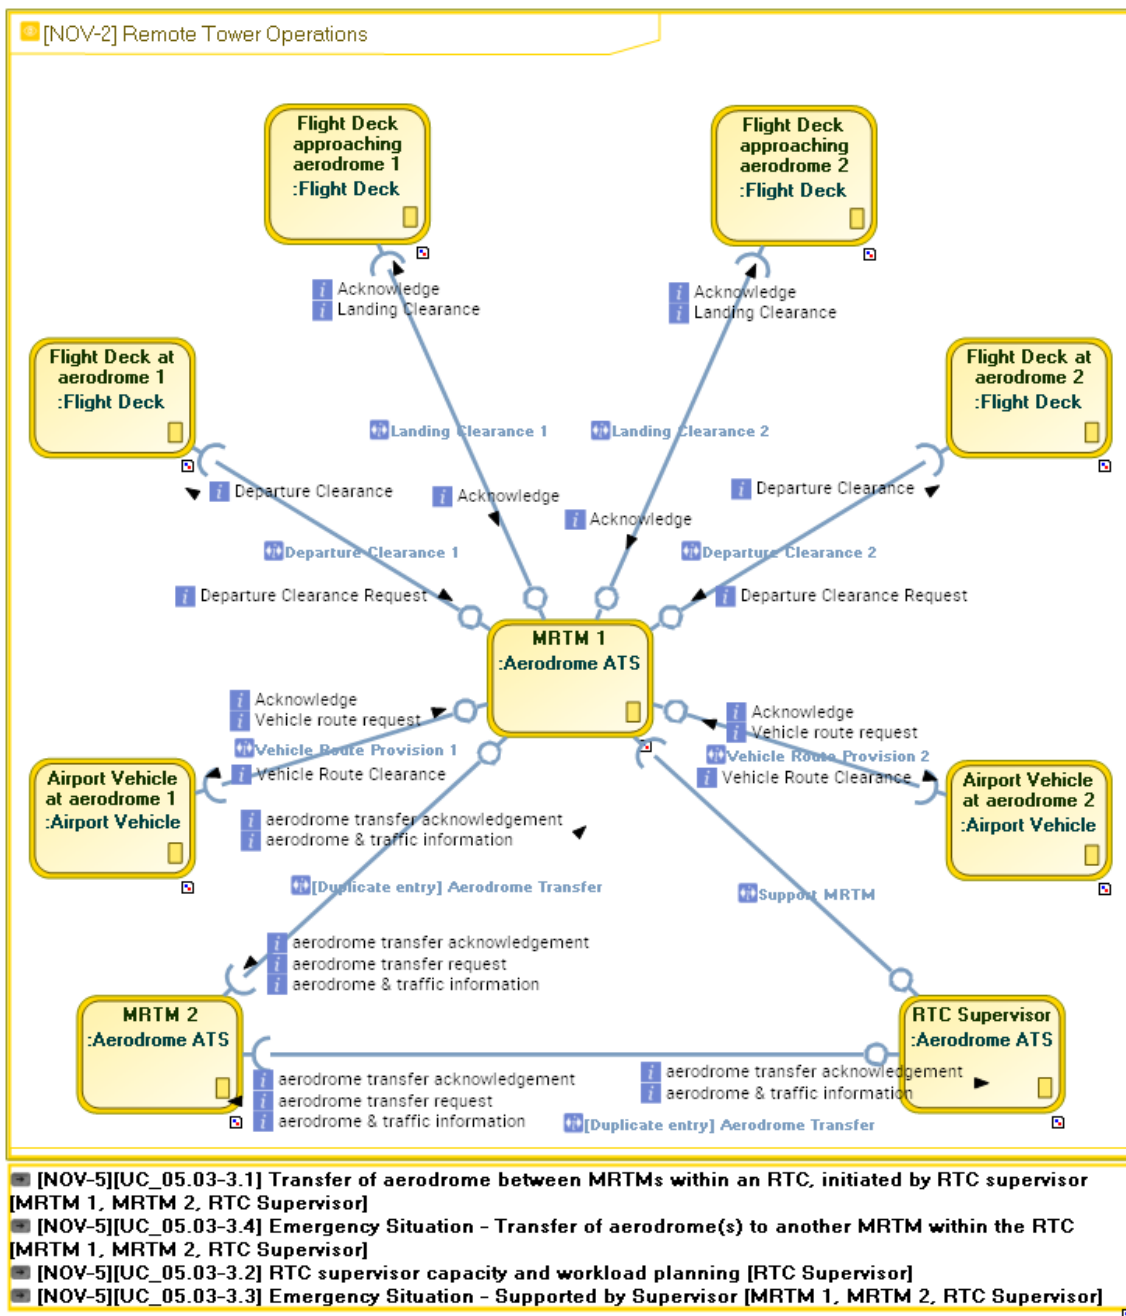 [NOV-2] Remote Tower Operations
Flight Deck
approaching
aerodrome 1
:Flight Deck
Flight Deck
approaching
aerodrome 2
:Flight Deck
Acknowledge
Landing Clearance
Acknowledge
Landing Clearance
Flight Deck at
aerodrome 1
:Flight Deck
Flight Deck at
aerodrome 2
:Flight Deck
Landing Clearance 1
Landing Clearance 2
Departure Clearance
Acknowledge
Departure Clearance
Acknowledge
Departure Clearance 1
Departure Clearance 2
Departure Clearance Request
Departure Clearance Request
MRTM 1
:Aerodrome ATS
Acknowledge
Vehicle route request
Acknowledge
Vehicle route request
Vehicle Route Provision 1
Vehicle Route Provision 2
Vehicle Route Clearance
Vehicle Route Clearance
Airport Vehicle
at aerodrome 1
:Airport Vehicle
Airport Vehicle
at aerodrome 2
:Airport Vehicle
aerodrome transfer acknowledgement
aerodrome & traffic information
[Duplicate entry] Aerodrome Transfer
Support MRTM
aerodrome transfer acknowledgement
aerodrome transfer request
aerodrome & traffic information
MRTM 2
:Aerodrome ATS
RTC Supervisor
:Aerodrome ATS
aerodrome transfer acknowledgement
aerodrome transfer request
aerodrome & traffic information
aerodrome transfer acknowledgement
aerodrome & traffic information
[Duplicate entry] Aerodrome Transfer
[NOV-5][UC_05.03-3.1] Transfer of aerodrome between MRTMs within an RTC, initiated by RTC supervisor
[MRTM 1, MRTM 2, RTC Supervisor]
[NOV-5][UC_05.03-3.4] Emergency Situation - Transfer of aerodrome(s) to another MRTM within the RTC
[MRTM 1, MRTM 2, RTC Supervisor]
[NOV-5][UC_05.03-3.2] RTC supervisor capacity and workload planning [RTC Supervisor]
[NOV-5][UC_05.03-3.3] Emergency Situation - Supported by Supervisor [MRTM 1, MRTM 2, RTC Supervisor]